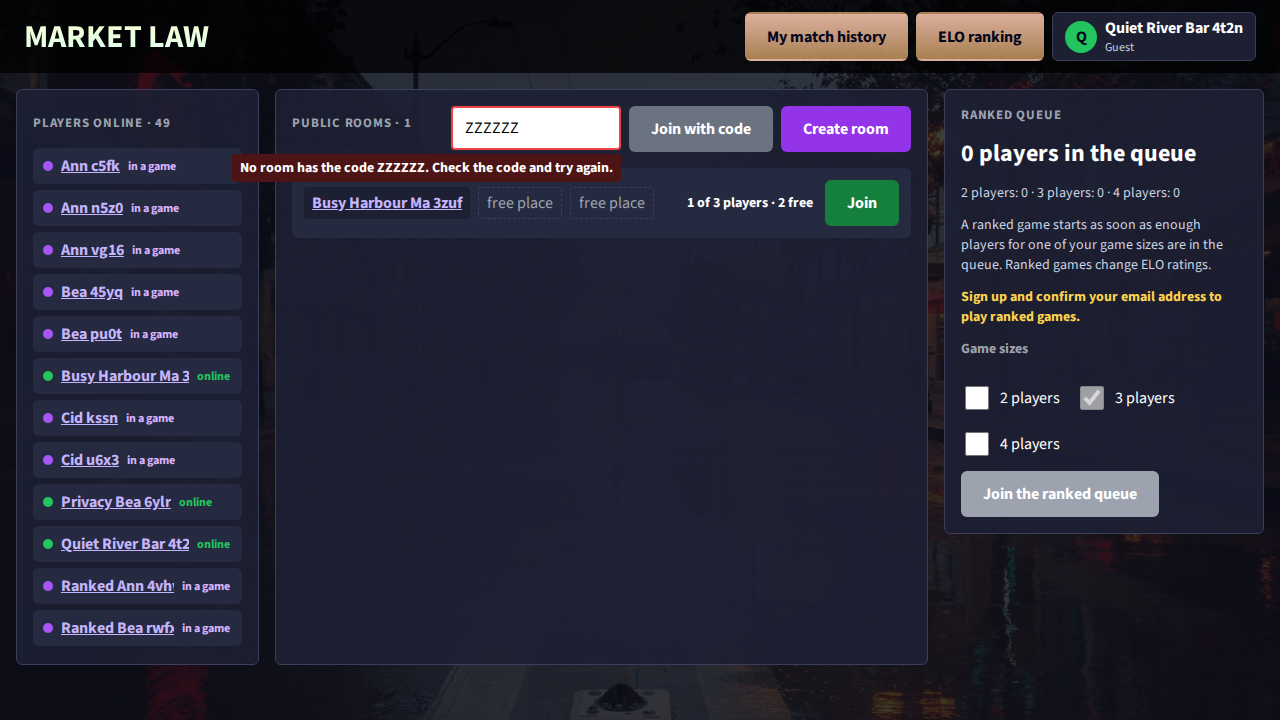 MARKET LAW
My match history
ELO ranking
Q
Quiet River Bar 4t2n
Guest
PLAYERS ONLINE · 49
Ann c5fk in a game
Ann n5z0 in a game
Ann vg16 in a game
Bea 45yq in a game
Bea pu0t in a game
Busy Harbour Ma 3 online
Cid kssn in a game
Cid u6x3 in a game
Privacy Bea 6ylr online
Quiet River Bar 4t2 online
Ranked Ann 4vh in a game
Ranked Bea rwf in a game
PUBLIC ROOMS · 1
ZZZZZZ
Join with code
Create room
No room has the code ZZZZZZ. Check the code and try again.
Busy Harbour Ma 3zuf
free place
free place
1 of 3 players · 2 free
Join
RANKED QUEUE
0 players in the queue
2 players: 0 · 3 players: 0 · 4 players: 0
A ranked game starts as soon as enough
players for one of your game sizes are in the
queue. Ranked games change ELO ratings.
Sign up and confirm your email address to
play ranked games.
Game sizes
2 players
3 players
4 players
Join the ranked queue